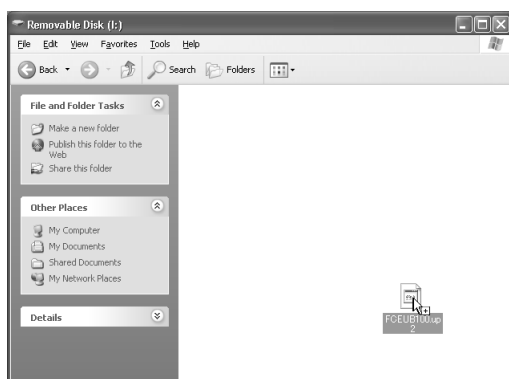 Removable Disk (I:)
File Edit View Favorites Tools Help
Back Search Folders
File and Folder Tasks
Make a new folder
Publish this folder to the
Web
Share this folder
Other Places
My Computer
My Documents
Shared Documents
My Network Places
Details
FCEUB100.up
2